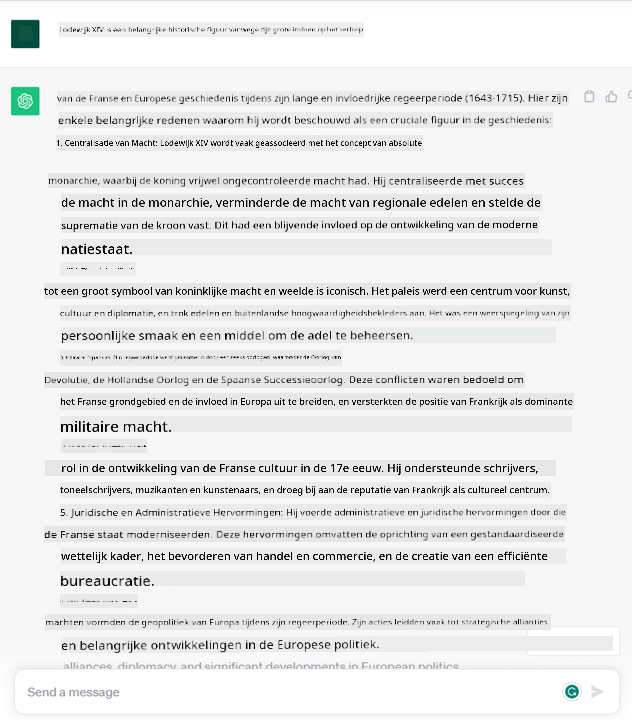 Lodewijk XIV is een belangrijke historische figuur vanwege zijn grote invloed op het verloop
van de Franse en Europese geschiedenis tijdens zijn lange en invloedrijke regeerperiode (1643-1715). Hier zijn
enkele belangrijke redenen waarom hij wordt beschouwd als een cruciale figuur in de geschiedenis:
1. Centralisatie van Macht: Lodewijk XIV wordt vaak geassocieerd met het concept van absolute
monarchie, waarbij de koning vrijwel ongecontroleerde macht had. Hij centraliseerde met succes
de macht in de monarchie, verminderde de macht van regionale edelen en stelde de
suprematie van de kroon vast. Dit had een blijvende invloed op de ontwikkeling van de moderne
natiestaat.
tot een groot symbool van koninklijke macht en weelde is iconisch. Het paleis werd een centrum voor kunst,
cultuur en diplomatie, en trok edelen en buitenlandse hoogwaardigheidsbekleders aan. Het was een weerspiegeling van zijn
persoonlijke smaak en een middel om de adel te beheersen.
Devolutie, de Hollandse Oorlog en de Spaanse Successieoorlog. Deze conflicten waren bedoeld om
het Franse grondgebied en de invloed in Europa uit te breiden, en versterkten de positie van Frankrijk als dominante
militaire macht.
rol in de ontwikkeling van de Franse cultuur in de 17e eeuw. Hij ondersteunde schrijvers,
toneelschrijvers, muzikanten en kunstenaars, en droeg bij aan de reputatie van Frankrijk als cultureel centrum.
5. Juridische en Administratieve Hervormingen: Hij voerde administratieve en juridische hervormingen door die
de Franse staat moderniseerden. Deze hervormingen omvatten de oprichting van een gestandaardiseerde
wettelijk kader, het bevorderen van handel en commercie, en de creatie van een efficiënte
bureaucratie.
machten vormden de geopolitiek van Europa tijdens zijn regeerperiode. Zijn acties leidden vaak tot strategische allianties
en belangrijke ontwikkelingen in de Europese politiek.
alliances, diplomacy, and significant developments in European politics.
Send a message